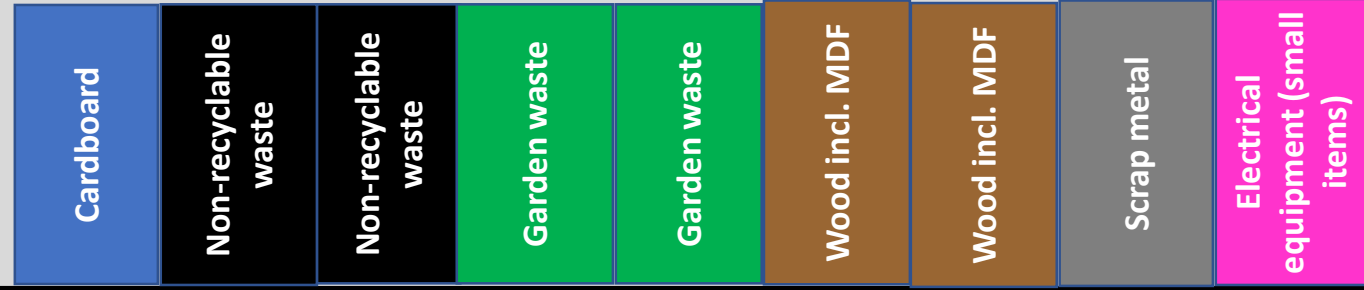 Cardboard
Non-recyclable
waste
Non-recyclable
waste
Garden waste
Garden waste
Wood incl. MDF
Wood incl. MDF
Scrap metal
Electrical
equipment (small
items)